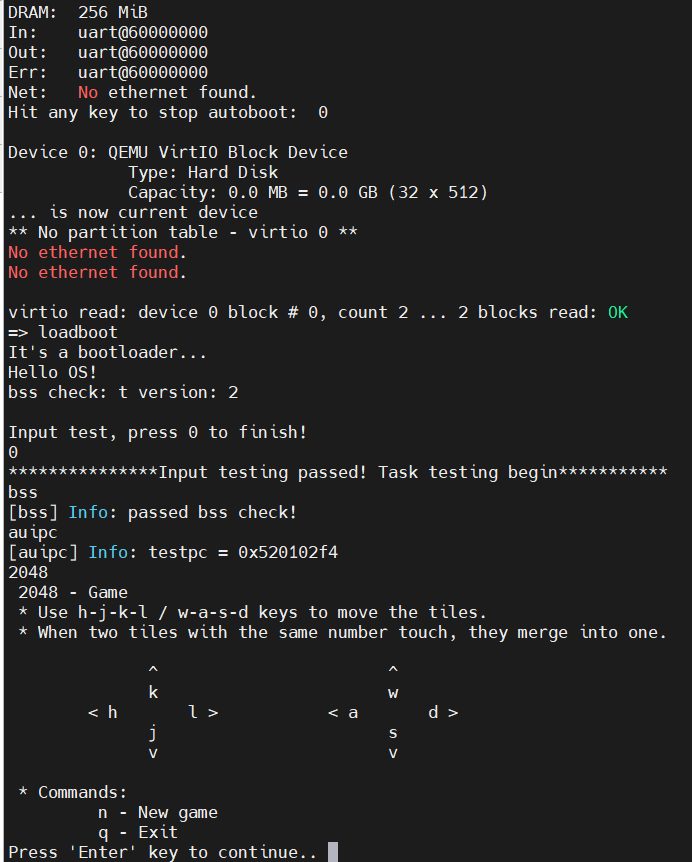 DRAM:  256 MiB
In:    uart@60000000
Out:   uart@60000000
Err:   uart@60000000
Net:   No ethernet found.
Hit any key to stop autoboot:  0
Device 0: QEMU VirtIO Block Device
            Type: Hard Disk
            Capacity: 0.0 MB = 0.0 GB (32 x 512)
... is now current device
** No partition table - virtio 0 **
No ethernet found.
No ethernet found.
virtio read: device 0 block # 0, count 2 ... 2 blocks read: OK
=> loadboot
It's a bootloader...
Hello OS!
bss check: t version: 2
Input test, press 0 to finish!
0
***************Input testing passed! Task testing begin***********
bss
[bss] Info: passed bss check!
auipc
[auipc] Info: testpc = 0x520102f4
2048
 2048 - Game
 * Use h-j-k-l / w-a-s-d keys to move the tiles.
 * When two tiles with the same number touch, they merge into one.
              ^                       ^
              k                       w
        < h       l >           < a       d >
              j                       s
              v                       v
 * Commands:
         n - New game
         q - Exit
Press 'Enter' key to continue..